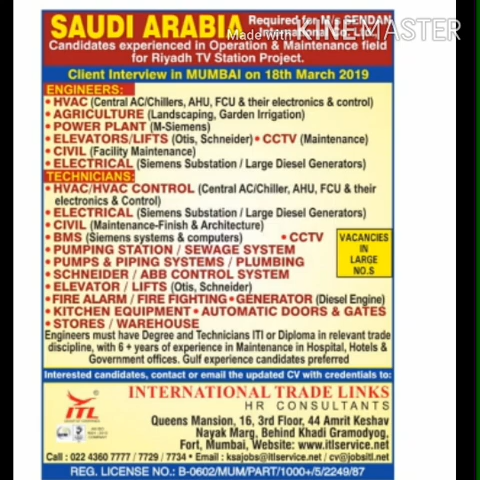 SAUDI ARABIA Required for M/s SENDAN
International Co.
Made with KINEMASTER
Candidates experienced in Operation & Maintenance field
for Riyadh TV Station Project.
Client Interview in MUMBAI on 18th March 2019
ENGINEERS:
• HVAC (Central AC/Chillers, AHU, FCU & their electronics & control)
• AGRICULTURE (Landscaping, Garden Irrigation)
• POWER PLANT (M-Siemens)
• ELEVATORS/LIFTS (Otis, Schneider) • CCTV (Maintenance)
• CIVIL (Facility Maintenance)
• ELECTRICAL (Siemens Substation / Large Diesel Generators)
TECHNICIANS:
• HVAC/HVAC CONTROL (Central AC/Chiller, AHU, FCU & their
electronics & Control)
• ELECTRICAL (Siemens Substation / Large Diesel Generators)
• CIVIL (Maintenance-Finish & Architecture)
• BMS (Siemens systems & computers) • CCTV
• PUMPING STATION / SEWAGE SYSTEM
• PUMPS & PIPING SYSTEMS / PLUMBING
• SCHNEIDER / ABB CONTROL SYSTEM
• ELEVATOR / LIFTS (Otis, Schneider)
VACANCIES
IN
LARGE
NO.S
• FIRE ALARM / FIRE FIGHTING • GENERATOR (Diesel Engine)
• KITCHEN EQUIPMENT • AUTOMATIC DOORS & GATES
• STORES / WAREHOUSE
Engineers must have Degree and Technicians ITI or Diploma in relevant trade
discipline, with 6 + years of experience in Maintenance in Hospital, Hotels &
Government offices. Gulf experience candidates preferred
Interested candidates, contact or email the updated CV with credentials to:
ITL
INTERNATIONAL TRADE LINKS
HR CONSULTANTS
Queens Mansion, 16, 3rd Floor, 44 Amrit Keshav
Nayak Marg, Behind Khadi Gramodyog,
Fort, Mumbai, Website: www.itlservice.net
Call : 022 4360 7777 / 7729 / 7734 • Email : ksajobs@itlservice.net / cv@jobsitl.net
REG. LICENSE NO.: B-0602/MUM/PART/1000+/5/2249/87